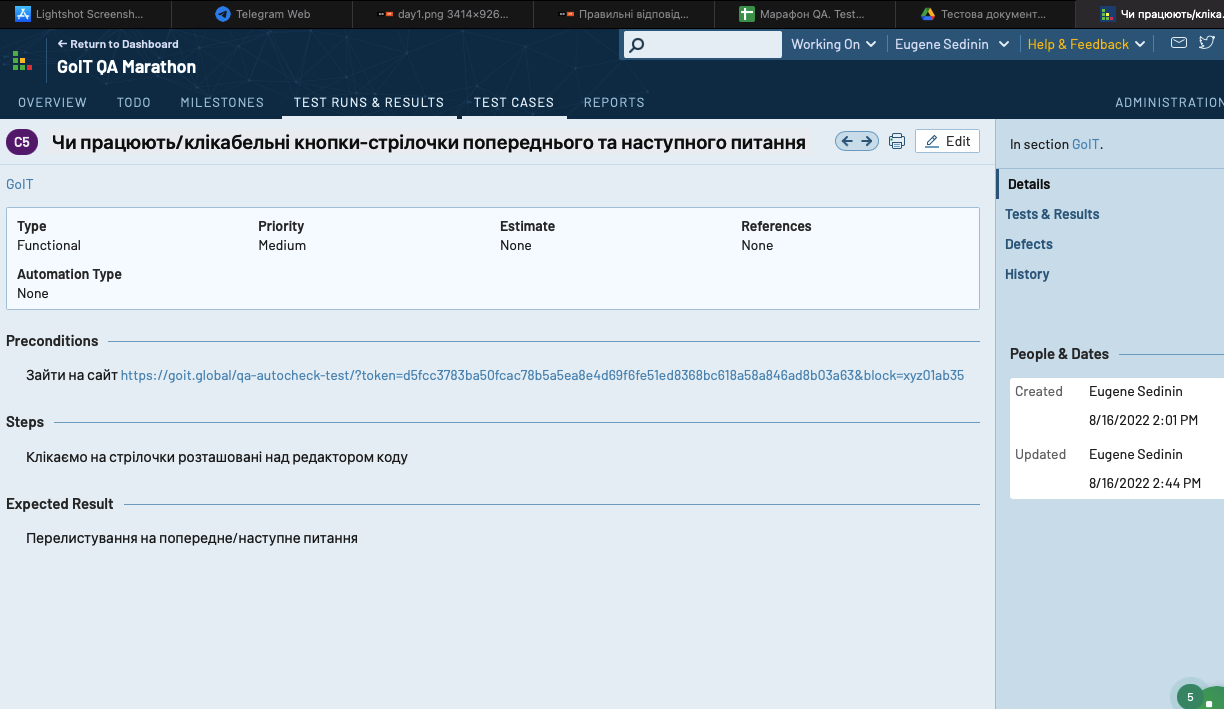 Lightshot Screensh...
Telegram Web
day1.png 3414×926...
Правильні відповід...
Марафон QA. Test...
Тестова документ...
Чи працюють/кліка
Return to Dashboard
GoIT QA Marathon
Working On
Eugene Sedinin
Help & Feedback
OVERVIEW
TODO
MILESTONES
TEST RUNS & RESULTS
TEST CASES
REPORTS
ADMINISTRATION
C5
Чи працюють/клікабельні кнопки-стрілочки попереднього та наступного питання
Edit
GoIT
Type
Functional
Priority
Medium
Estimate
None
References
None
Automation Type
None
Preconditions
Зайти на сайт https://goit.global/qa-autocheck-test/?token=d5fcc3783ba50fcac78b5a5ea8e4d69f6fe51ed8368bc618a58a846ad8b03a63&block=xyz01ab35
Steps
Клікаємо на стрілочки розташовані над редактором коду
Expected Result
Перелистування на попередне/наступне питання
In section GoIT.
Details
Tests & Results
Defects
History
People & Dates
Created
Eugene Sedinin
8/16/2022 2:01 PM
Updated
Eugene Sedinin
8/16/2022 2:44 PM
5